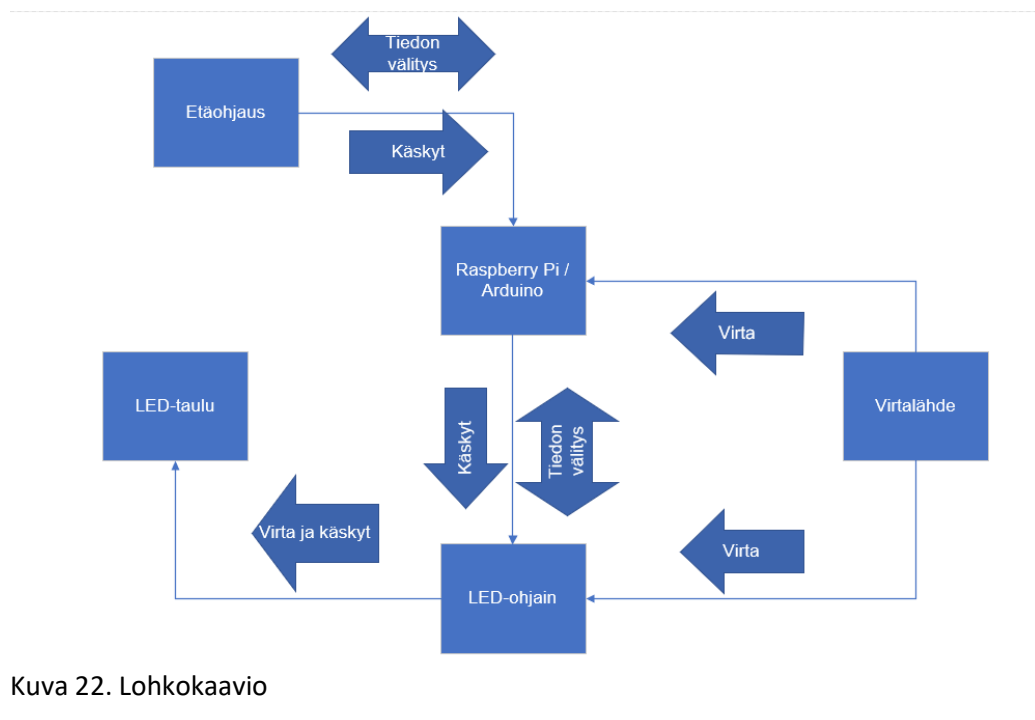 Tiedon
välitys
Etäohjaus
Käskyt
Raspberry Pi /
Arduino
Virta
LED-taulu
Virtalähde
Käskyt
Tiedon
välitys
Virta ja käskyt
Virta
LED-ohjain
Kuva 22. Lohkokaavio